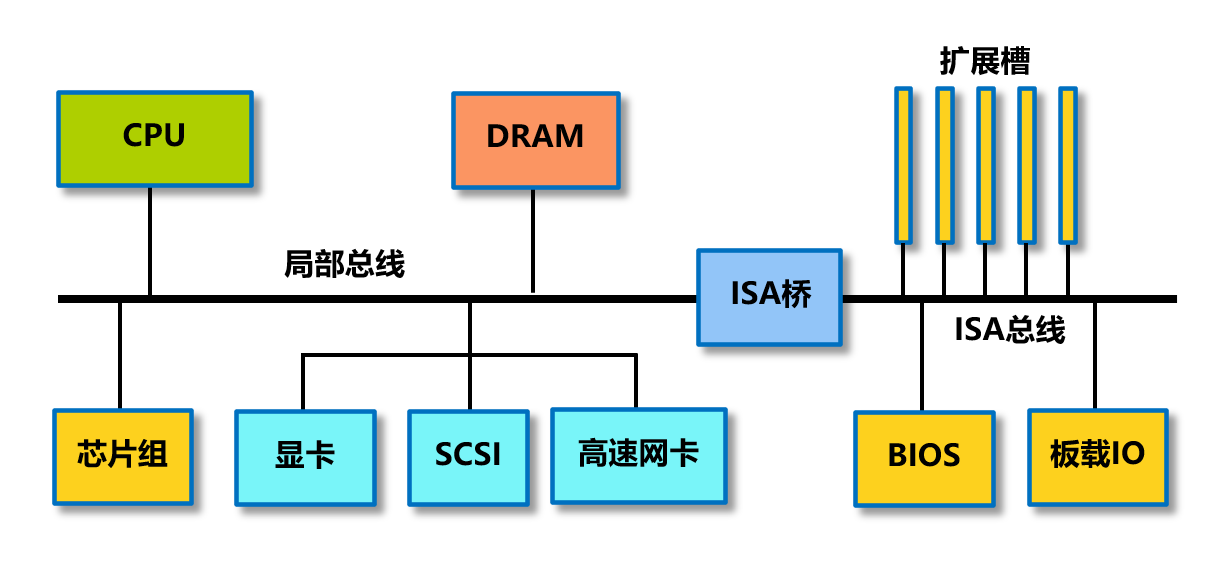 扩展槽
CPU
DRAM
局部总线
ISA桥
ISA总线
芯片组
显卡
SCSI
高速网卡
BIOS
板载IO